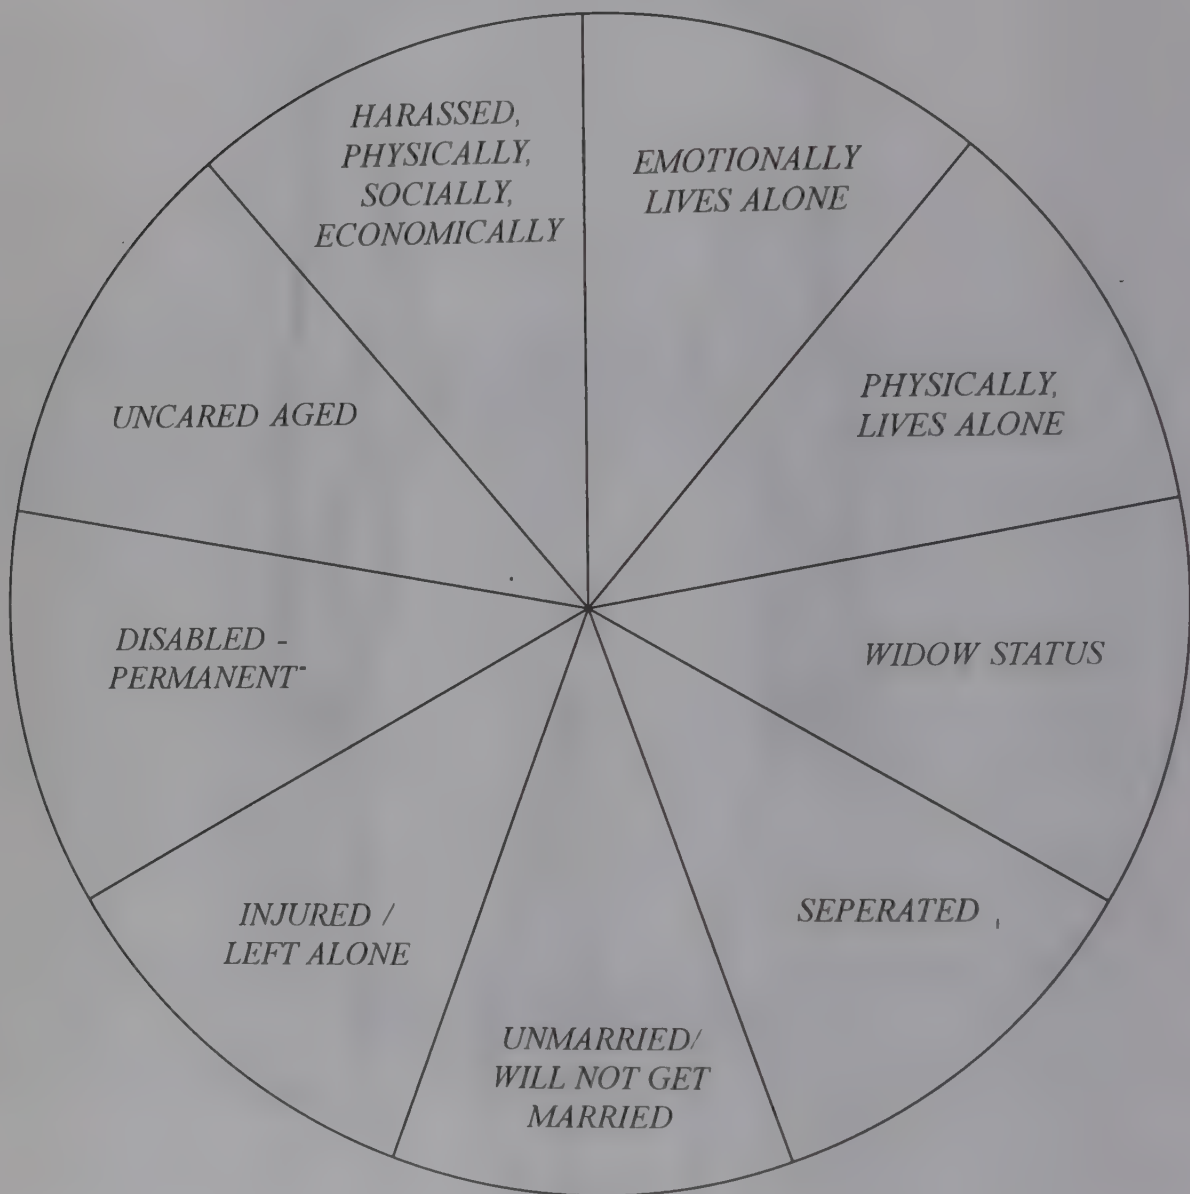 HARASSED,
PHYSICALLY,
SOCIALLY,
ECONOMICALLY
EMOTIONALLY
LIVES ALONE
PHYSICALLY,
LIVES ALONE
WIDOW STATUS
SEPERATED
UNMARRIED/
WILL NOT GET
MARRIED
INJURED /
LEFT ALONE
DISABLED -
PERMANENT
UNCARED AGED